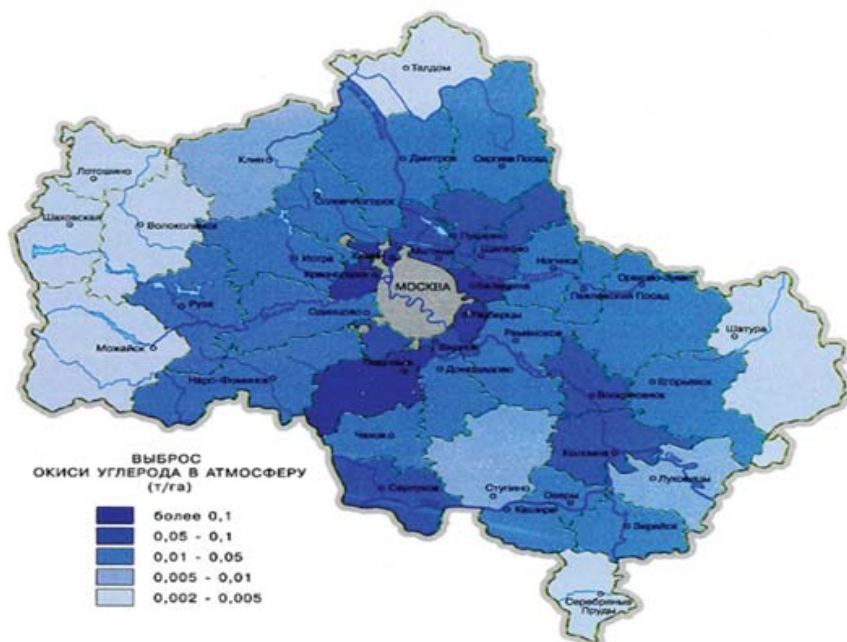 Талдом
Клин
Дмитров
Сергиев Посад
Лотошино
Шаховская
Волоколамск
Солнечногорск
Пушкино
Истра
Мытищи
Щелково
Ногинск
Красногорск
МОСКВА
Балашиха
Орехово-Зуево
Павловский Посад
Руза
Одинцово
Люберцы
Шатура
Раменское
Можайск
Видное
Наро-Фоминск
Подольск
Домодедово
Егорьевск
Воскресенск
Чехов
Коломна
Луховицы
Серпухов
Ступино
Озеры
Кашира
Зарайск
Серебряные
Пруды
ВЫБРОС
ОКИСИ УГЛЕРОДА В АТМОСФЕРУ
(т/га)
более 0,1
0,05 - 0,1
0,01 - 0,05
0,005 - 0,01
0,002 - 0,005